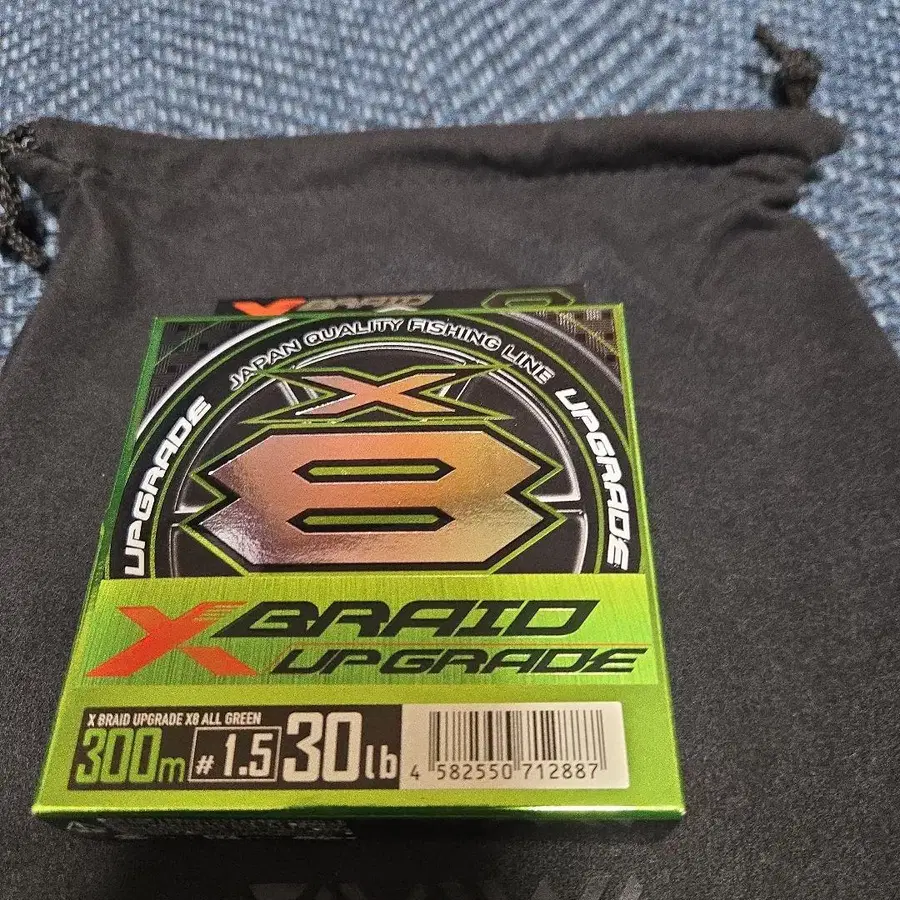 X BRAID
JAPAN QUALITY FISHING LINE
UPGRADE
UPGRADE
X
8
X BRAID
UPGRADE
X BRAID UPGRADE X8 ALL GREEN
300m #1.5 30lb
4 582550 712887